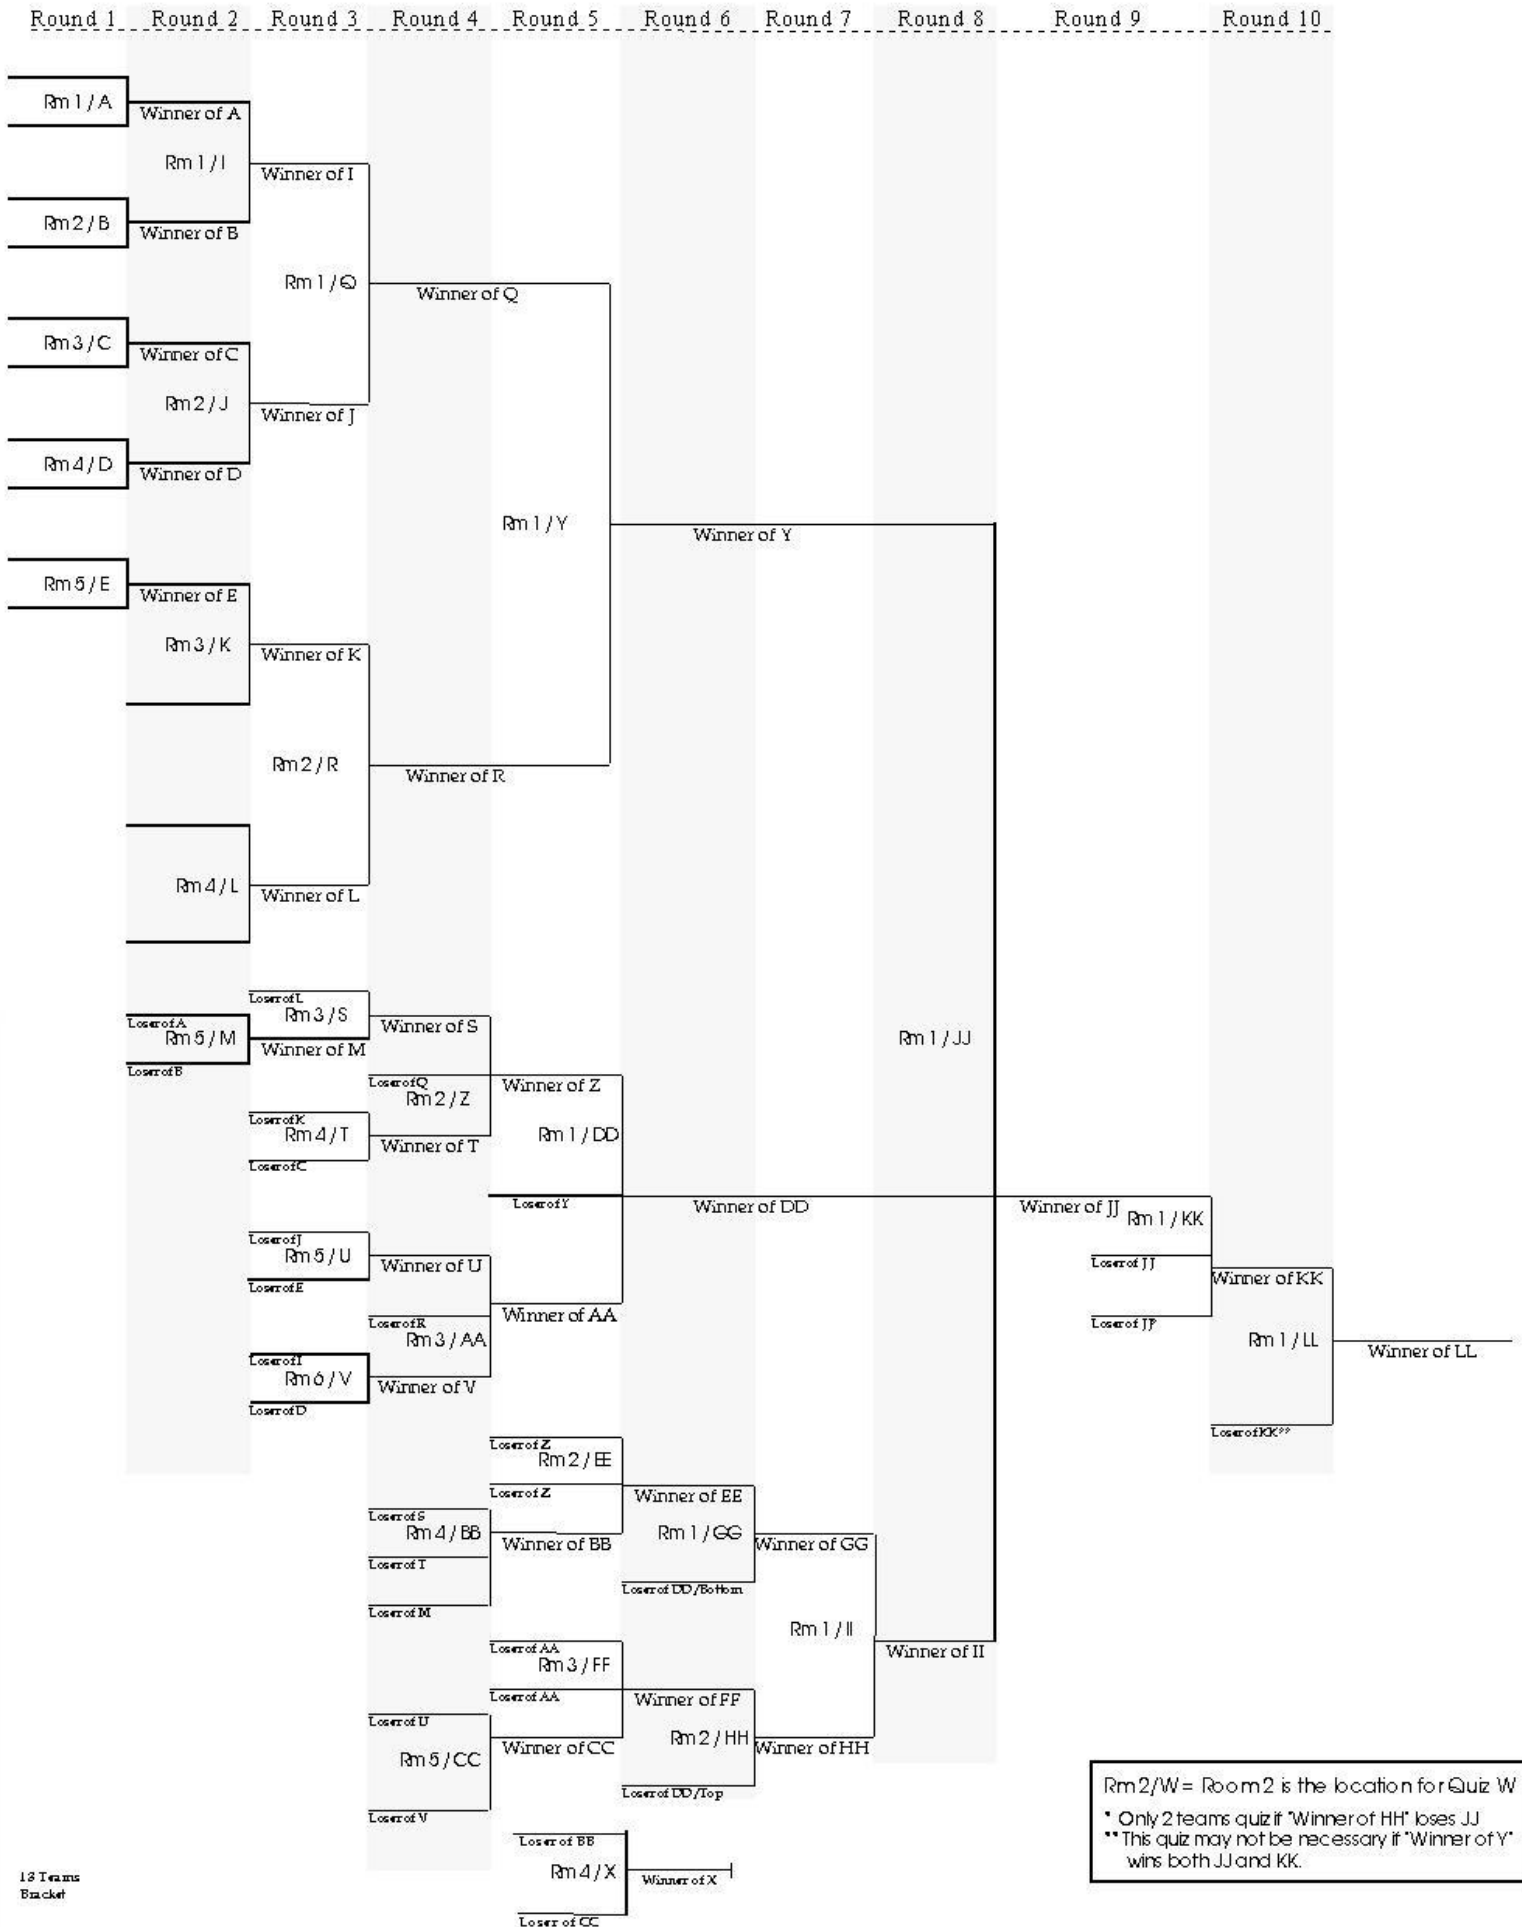 Round 1 Round 2 Round 3 Round 4 Round 5 Round 6 Round 7 Round 8 Round 9 Round 10
Rm 1 / A
Winner of A
Rm 1 / I
Winner of I
Rm 2 / B
Winner of B
Rm 1 / Q
Winner of Q
Rm 3 / C
Winner of C
Rm 2 / J
Winner of J
Rm 4 / D
Winner of D
Rm 1 / Y
Winner of Y
Rm 5 / E
Winner of E
Rm 3 / K
Winner of K
Rm 2 / R
Winner of R
Rm 4 / L
Winner of L
Loser of L
Rm 3 / S
Winner of S
Loser of A
Rm 5 / M
Winner of M
Loser of B
Rm 1 / JJ
Loser of Q
Rm 2 / Z
Winner of Z
Loser of K
Rm 4 / T
Winner of T
Loser of C
Rm 1 / DD
Loser of Y
Winner of DD
Winner of JJ
Rm 1 / KK
Loser of J
Rm 5 / U
Winner of U
Loser of E
Loser of JJ
Winner of KK
Loser of R
Rm 3 / AA
Winner of AA
Loser of JJ*
Rm 1 / LL
Winner of LL
Loser of I
Rm 6 / V
Winner of V
Loser of D
Loser of KK**
Loser of Z
Rm 2 / EE
Loser of Z
Winner of EE
Loser of S
Rm 4 / BB
Winner of BB
Rm 1 / GG
Winner of GG
Loser of T
Loser of DD/Bottom
Loser of M
Rm 1 / II
Winner of II
Loser of AA
Rm 3 / FF
Loser of AA
Winner of FF
Loser of U
Rm 5 / CC
Winner of CC
Rm 2 / HH
Winner of HH
Loser of DD/Top
Loser of V
Loser of BB
Rm 4 / X
Winner of X
Loser of CC
Rm 2/W = Room 2 is the location for Quiz W
* Only 2 teams quiz if "Winner of HH" loses JJ
** This quiz may not be necessary if "Winner of Y"
wins both JJ and KK.
13 Teams
Bracket